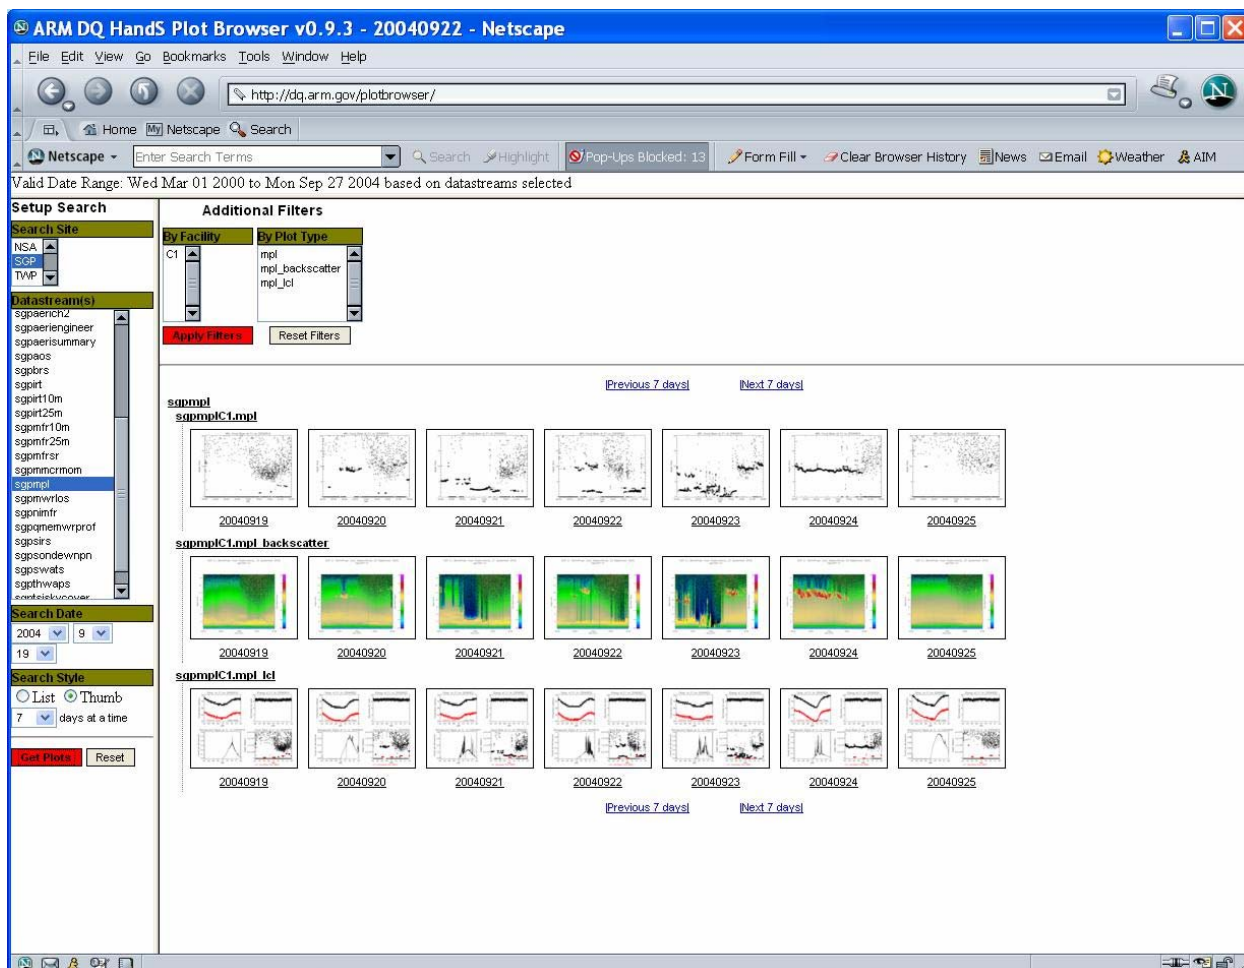 ARM DQ HandS Plot Browser v0.9.3 - 20040922 - Netscape
File Edit View Go Bookmarks Tools Window Help
http://dq.arm.gov/plotbrowser/
Home My Netscape Search
Netscape Enter Search Terms Search Highlight Pop-Ups Blocked: 13 Form Fill Clear Browser History News Email Weather AIM
Valid Date Range: Wed Mar 01 2000 to Mon Sep 27 2004 based on datastreams selected
Setup Search
Search Site
NSA
SGP
TWP
Datastream(s)
sgpaerich2
sgpaeriengineer
sgpaerisummary
sgpaos
sgpbrs
sgpirt
sgpirt10m
sgpirt25m
sgpmfr10m
sgpmfr25m
sgpmfrsr
sgpmmcrmom
sgpmpl
sgpmwrlos
sgpnimfr
sgpqmemwrprof
sgpsirs
sgpsondewnpn
sgpswats
sgpthwaps
sgptsiskycover
Search Date
2004 9
19
Search Style
List Thumb
7 days at a time
Get Plots Reset
Additional Filters
By Facility By Plot Type
C1 mpl
mpl_backscatter
mpl_lcl
Apply Filters Reset Filters
|Previous 7 days| |Next 7 days|
sgpmpl
sgpmplC1.mpl
20040919 20040920 20040921 20040922 20040923 20040924 20040925
sgpmplC1.mpl_backscatter
20040919 20040920 20040921 20040922 20040923 20040924 20040925
sgpmplC1.mpl_lcl
20040919 20040920 20040921 20040922 20040923 20040924 20040925
|Previous 7 days| |Next 7 days|